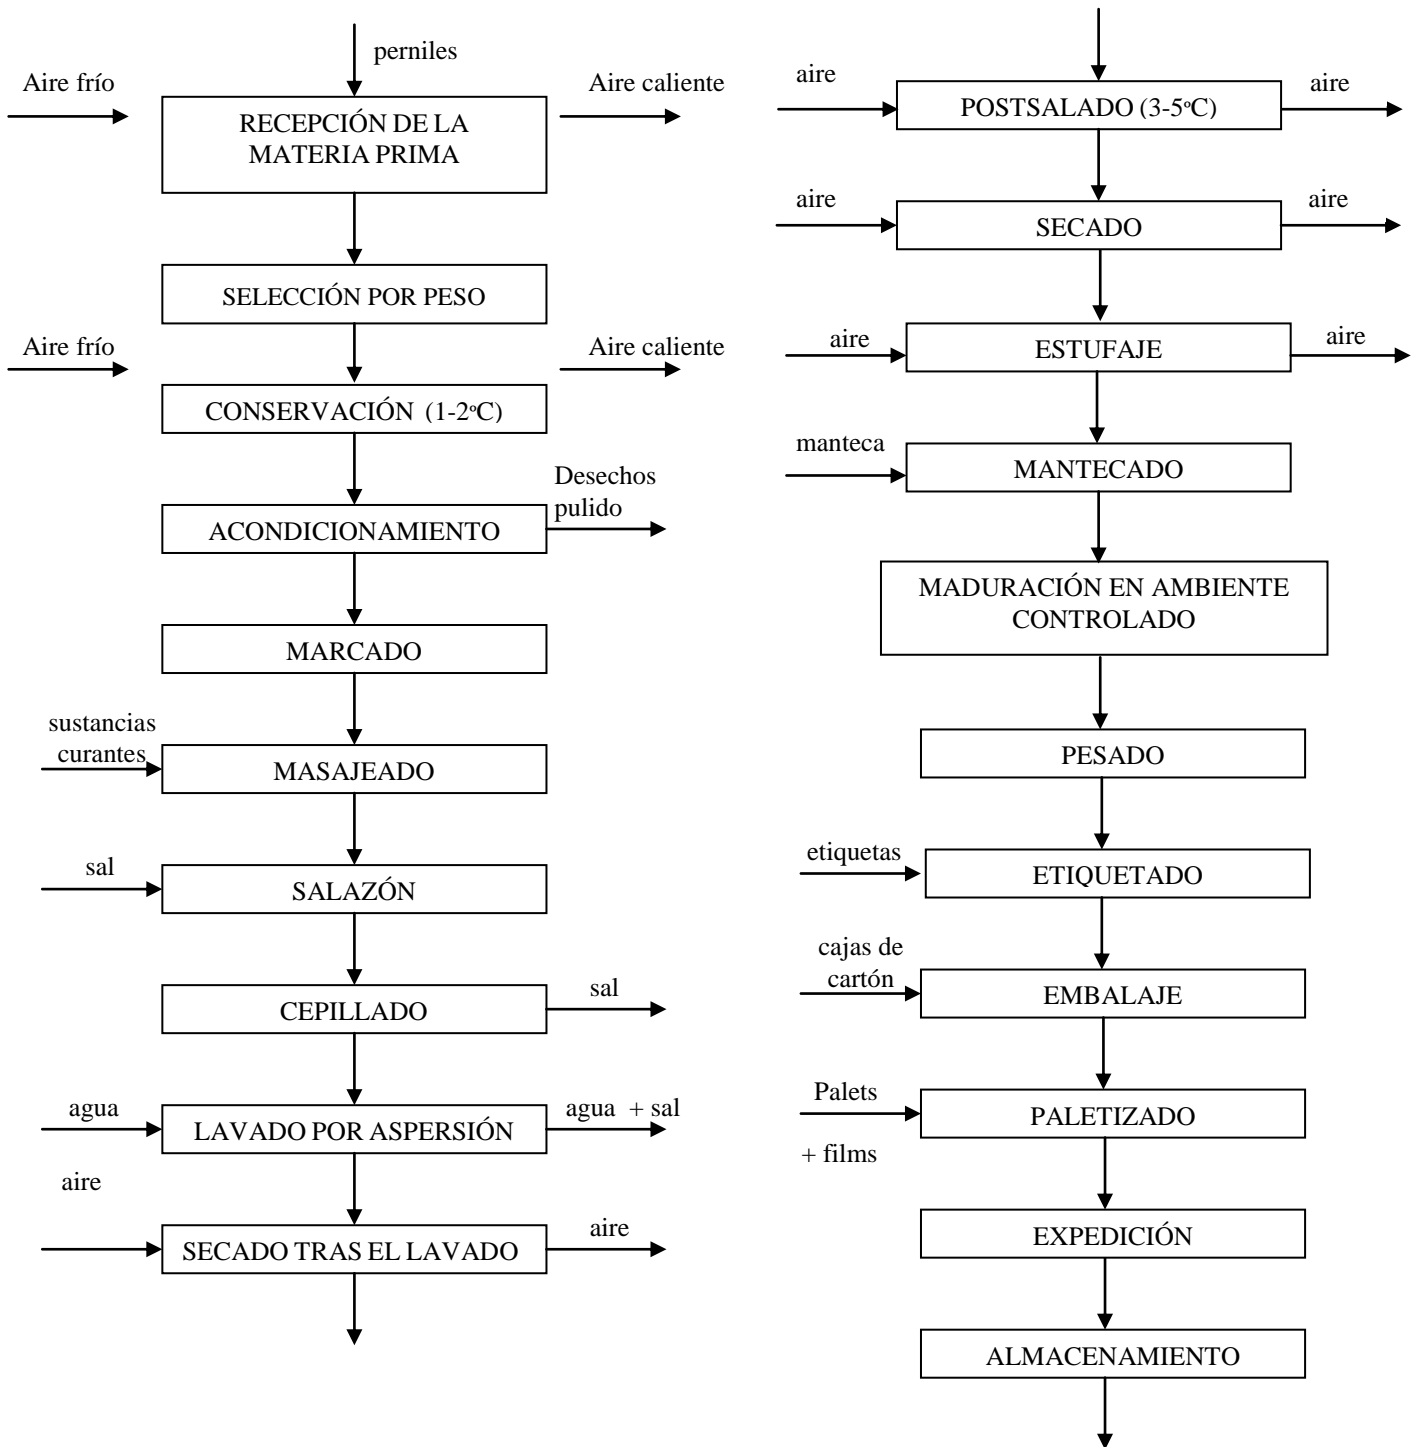 perniles
Aire frío
Aire caliente
RECEPCIÓN DE LA
MATERIA PRIMA
SELECCIÓN POR PESO
Aire frío
Aire caliente
CONSERVACIÓN (1-2ºC)
Desechos
pulido
ACONDICIONAMIENTO
MARCADO
sustancias
curantes
MASAJEADO
sal
SALAZÓN
sal
CEPILLADO
agua
agua + sal
LAVADO POR ASPERSIÓN
aire
aire
SECADO TRAS EL LAVADO
aire
aire
POSTSALADO (3-5ºC)
aire
aire
SECADO
aire
aire
ESTUFAJE
manteca
MANTECADO
MADURACIÓN EN AMBIENTE
CONTROLADO
PESADO
etiquetas
ETIQUETADO
cajas de
cartón
EMBALAJE
Palets
PALETIZADO
+ films
EXPEDICIÓN
ALMACENAMIENTO